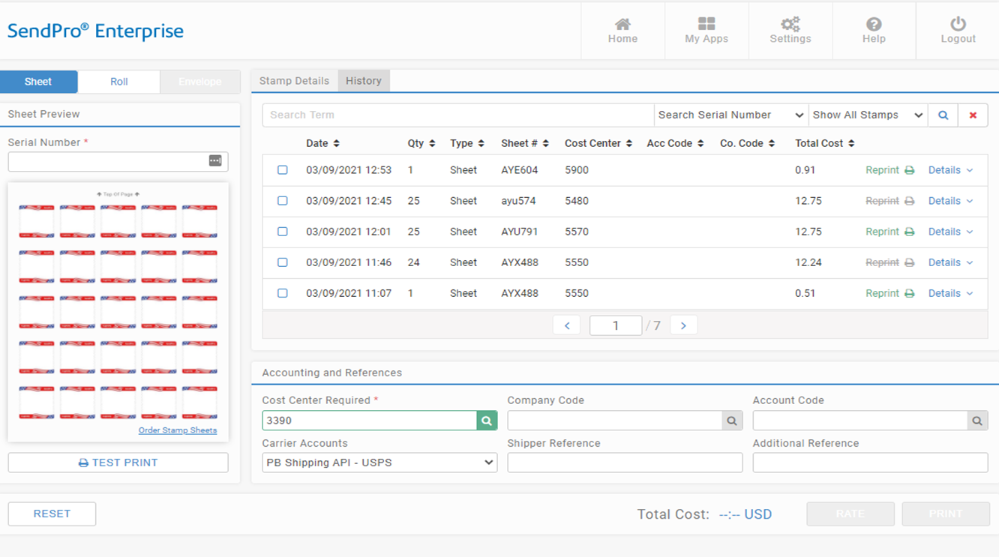 SendPro® Enterprise
Home
My Apps
Settings
Help
Logout
Sheet
Roll
Envelope
Sheet Preview
Serial Number *
Top Of Page
Order Stamp Sheets
TEST PRINT
Stamp Details
History
Search Term
Search Serial Number
Show All Stamps
Date Qty Type Sheet # Cost Center Acc Code Co. Code Total Cost
03/09/2021 12:53 1 Sheet AYE604 5900 0.91 Reprint Details
03/09/2021 12:45 25 Sheet ayu574 5480 12.75 Reprint Details
03/09/2021 12:01 25 Sheet AYU791 5570 12.75 Reprint Details
03/09/2021 11:46 24 Sheet AYX488 5550 12.24 Reprint Details
03/09/2021 11:07 1 Sheet AYX488 5550 0.51 Reprint Details
1 / 7
Accounting and References
Cost Center Required * Company Code Account Code
3390
Carrier Accounts Shipper Reference Additional Reference
PB Shipping API - USPS
RESET
Total Cost: --:-- USD
RATE
PRINT